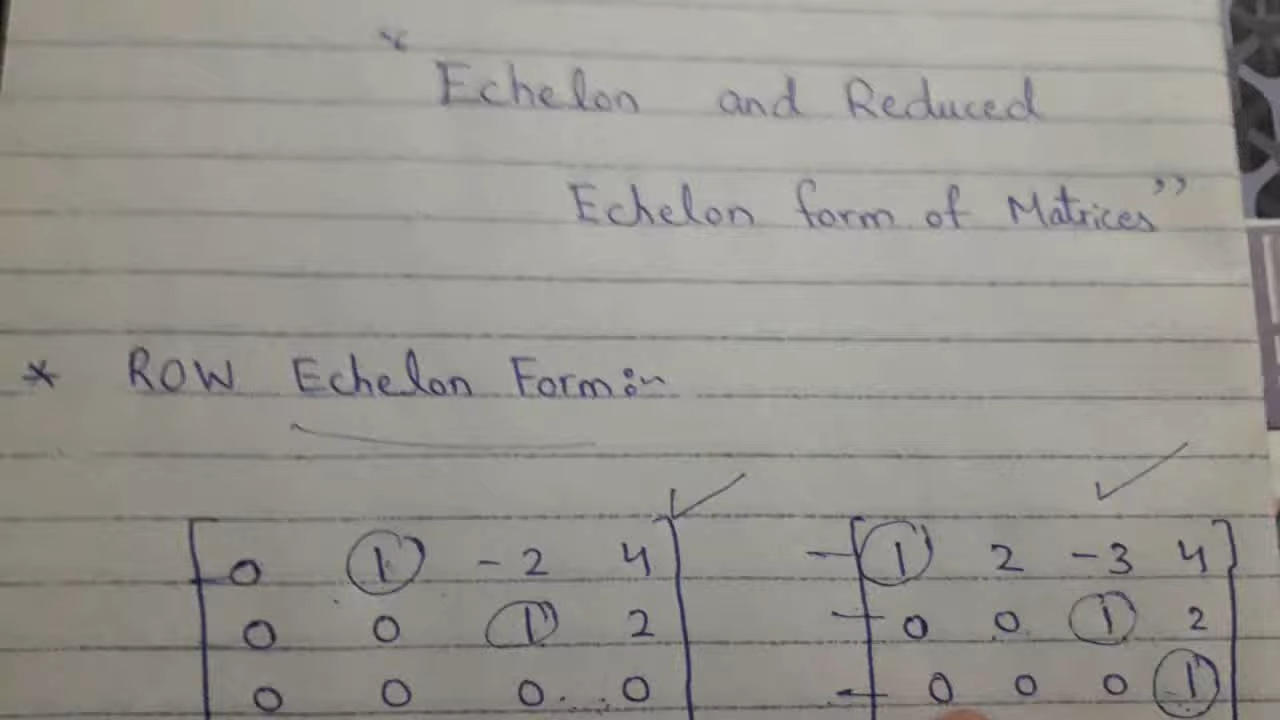 " Echelon and Reduced
Echelon form of Matrices"
* ROW Echelon Form:-
0 1 -2 4
0 0 1 2
0 0 0 0
1 2 -3 4
0 0 1 2
0 0 0 1